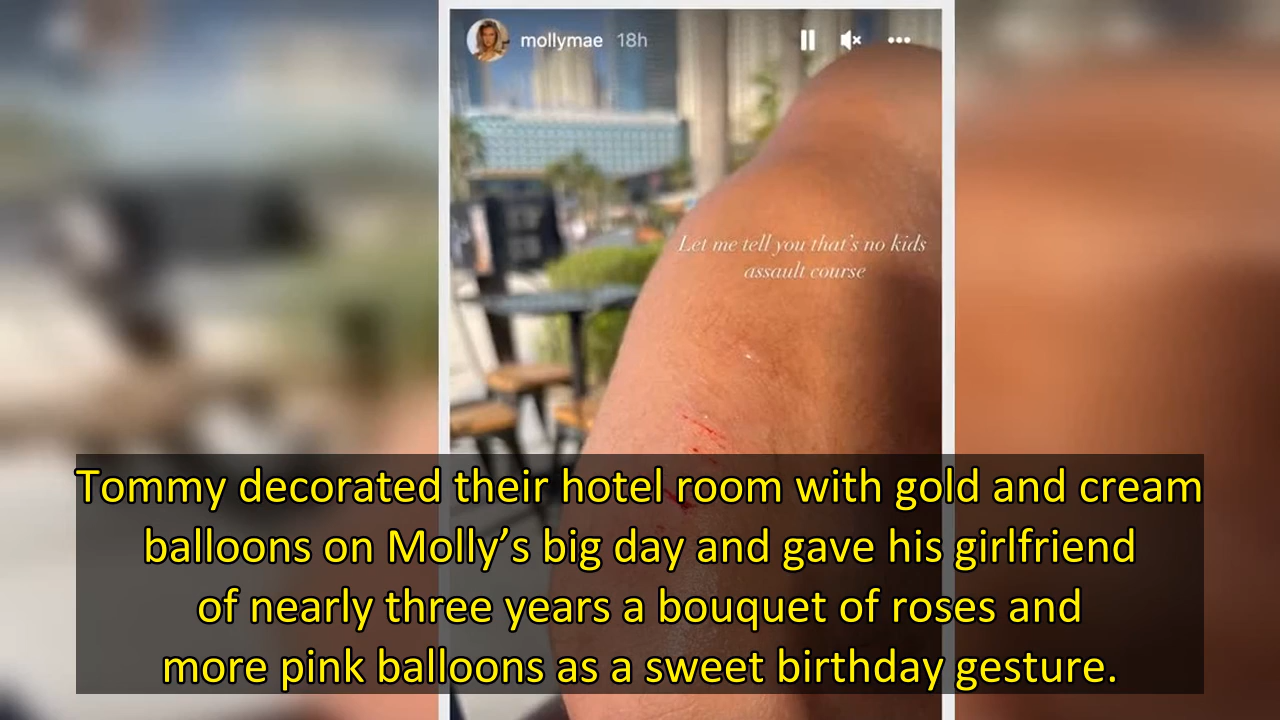 mollymae 18h
Let me tell you that's no kids
assault course
Tommy decorated their hotel room with gold and cream
balloons on Molly’s big day and gave his girlfriend
of nearly three years a bouquet of roses and
more pink balloons as a sweet birthday gesture.